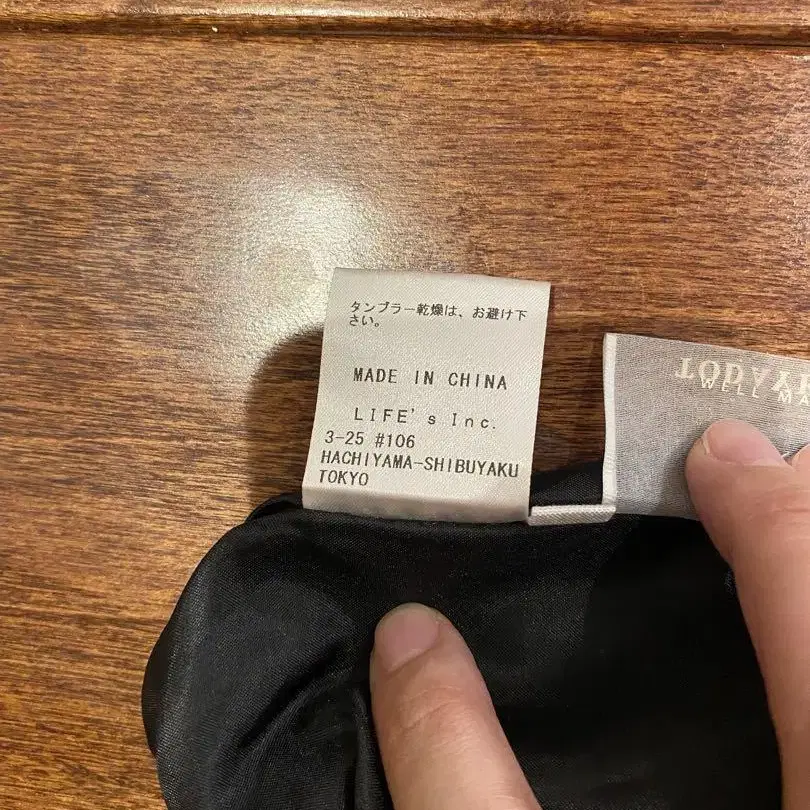 タンブラー乾燥は、お避け下
さい。
MADE IN CHINA
LIFE's Inc.
3-25 #106
HACHIYAMA-SHIBUYAKU
TOKYO
WELL